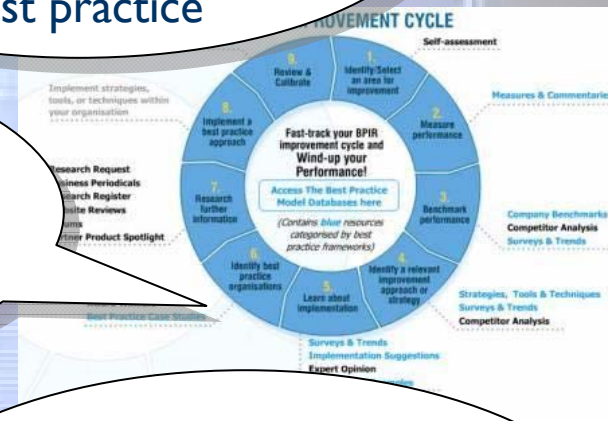 st practice
OVEMENT CYCLE
Self-assessment
9.
Review &
Calibrate
1.
Identify/Select
an area for
improvement
Measures & Commentaries
2.
Measure
performance
3.
Benchmark
performance
Company Benchmarks
Competitor Analysis
Surveys & Trends
4.
Identify a relevant
improvement
approach or
strategy
Strategies, Tools & Techniques
Surveys & Trends
Competitor Analysis
5.
Learn about
implementation
Surveys & Trends
Implementation Suggestions
Expert Opinion
6.
Identify best
practice
organisations
Best Practice Case Studies
7.
Research
further
information
Research Request
siness Periodicals
earch Register
bsite Reviews
ums
rtner Product Spotlight
8.
Implement a
best practice
approach
Implement strategies,
tools, or techniques within
your organisation
Fast-track your BPIR
improvement cycle and
Wind-up your
Performance!
Access The Best Practice
Model Databases here
(Contains blue resources
categorised by best
practice frameworks)